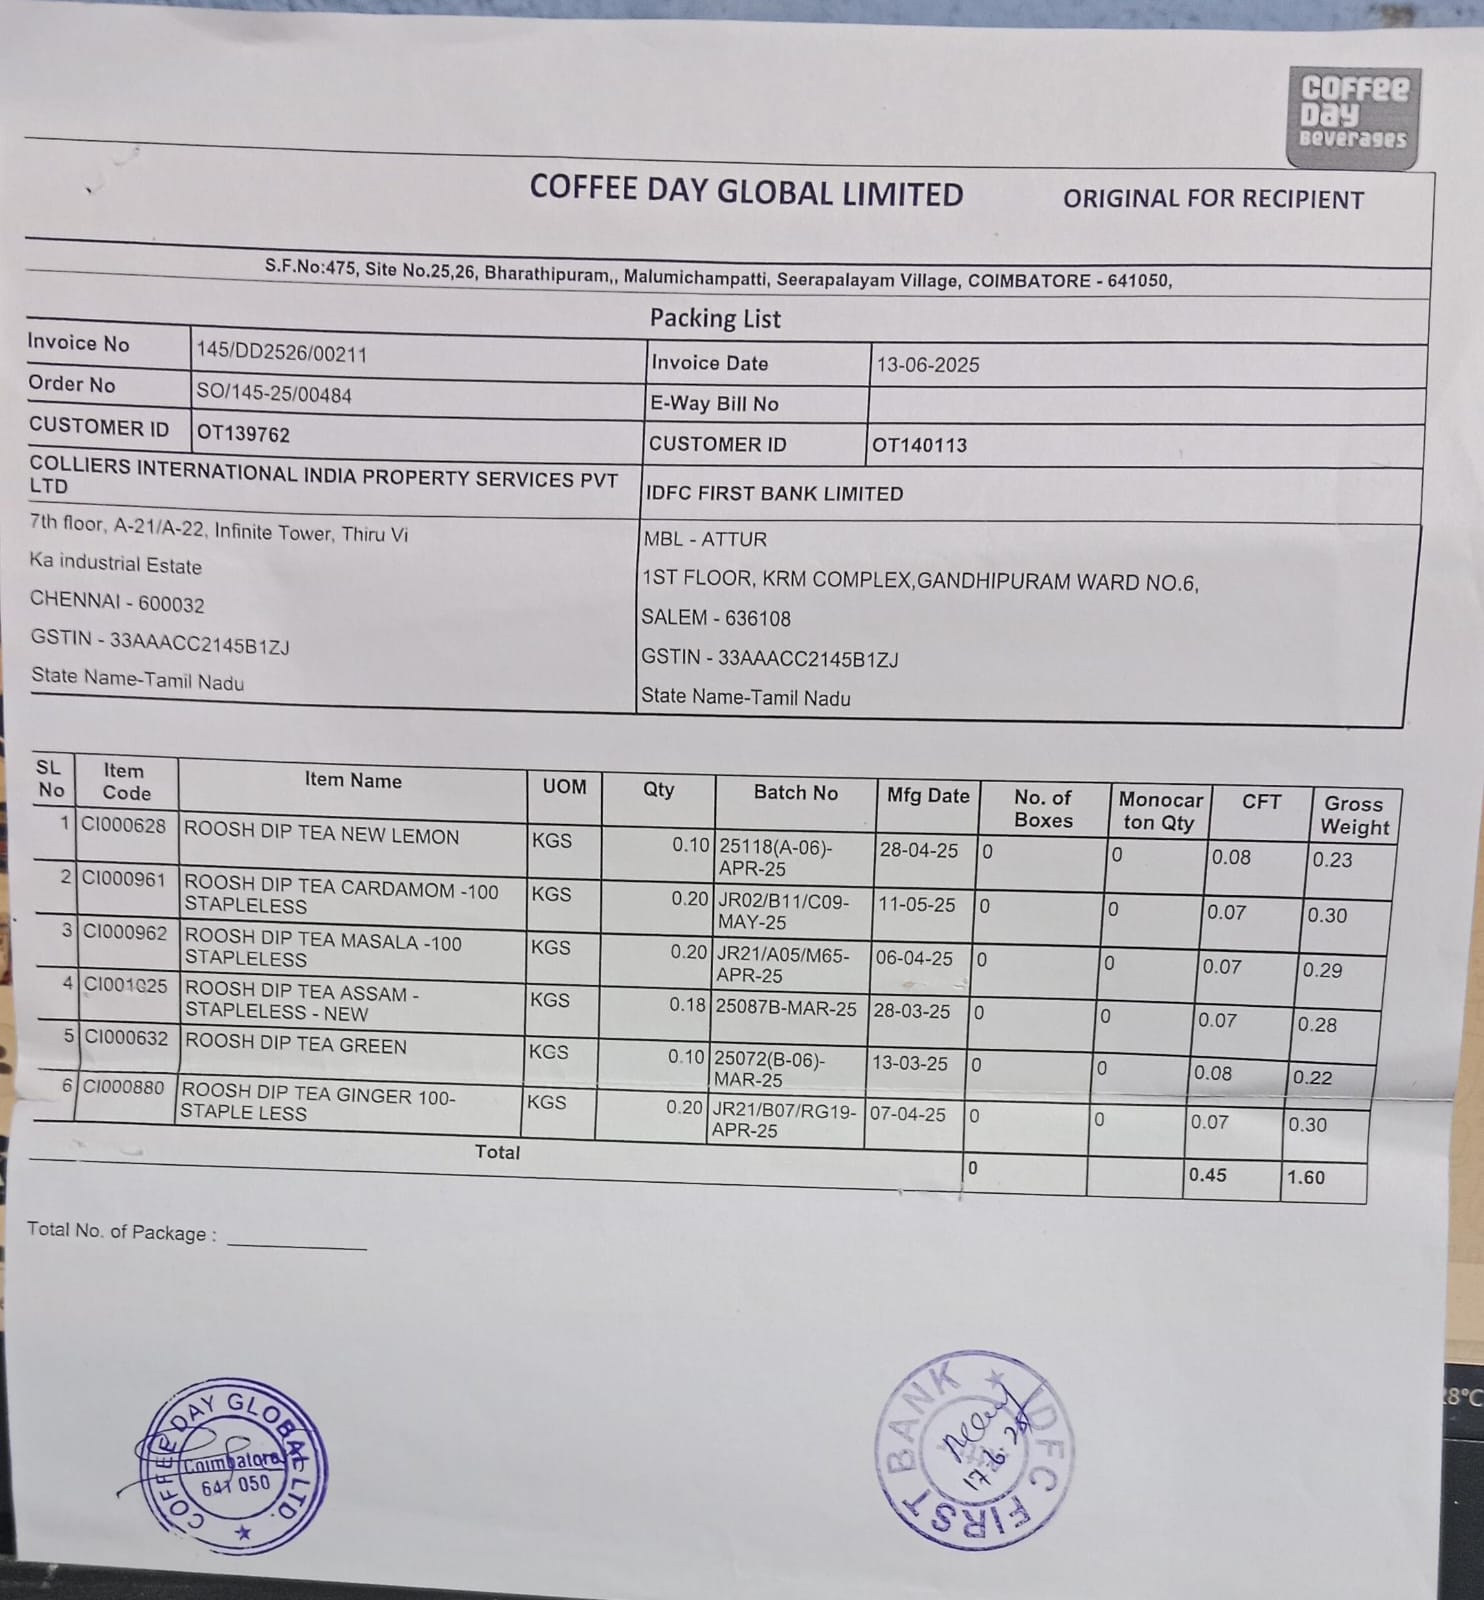 COFFEE
DAY
BEVERAGES
COFFEE DAY GLOBAL LIMITED ORIGINAL FOR RECIPIENT
S.F.No:475, Site No.25,26, Bharathipuram,, Malumichampatti, Seerapalayam Village, COIMBATORE - 641050,
Packing List
Invoice No 145/DD2526/00211 Invoice Date 13-06-2025
Order No SO/145-25/00484 E-Way Bill No
CUSTOMER ID OT139762 CUSTOMER ID OT140113
COLLIERS INTERNATIONAL INDIA PROPERTY SERVICES PVT
LTD
7th floor, A-21/A-22, Infinite Tower, Thiru Vi
Ka industrial Estate
CHENNAI - 600032
GSTIN - 33AAACC2145B1ZJ
State Name-Tamil Nadu
IDFC FIRST BANK LIMITED
MBL - ATTUR
1ST FLOOR, KRM COMPLEX,GANDHIPURAM WARD NO.6,
SALEM - 636108
GSTIN - 33AAACC2145B1ZJ
State Name-Tamil Nadu
SL No Item Code Item Name UOM Qty Batch No Mfg Date No. of Boxes Monocar ton Qty CFT Gross Weight
1 CI000628 ROOSH DIP TEA NEW LEMON KGS 0.10 25118(A-06)-APR-25 28-04-25 0 0 0.08 0.23
2 CI000961 ROOSH DIP TEA CARDAMOM -100 STAPLELESS KGS 0.20 JR02/B11/C09-MAY-25 11-05-25 0 0 0.07 0.30
3 CI000962 ROOSH DIP TEA MASALA -100 STAPLELESS KGS 0.20 JR21/A05/M65-APR-25 06-04-25 0 0 0.07 0.29
4 CI001025 ROOSH DIP TEA ASSAM - STAPLELESS - NEW KGS 0.18 25087B-MAR-25 28-03-25 0 0 0.07 0.28
5 CI000632 ROOSH DIP TEA GREEN KGS 0.10 25072(B-06)-MAR-25 13-03-25 0 0 0.08 0.22
6 CI000880 ROOSH DIP TEA GINGER 100-STAPLE LESS KGS 0.20 JR21/B07/RG19-APR-25 07-04-25 0 0 0.07 0.30
Total 0 0.45 1.60
Total No. of Package :
COFFEE DAY GLOBAL LTD.
Coimbatore
641 050
IDFC FIRST BANK
17.6.25
8°C